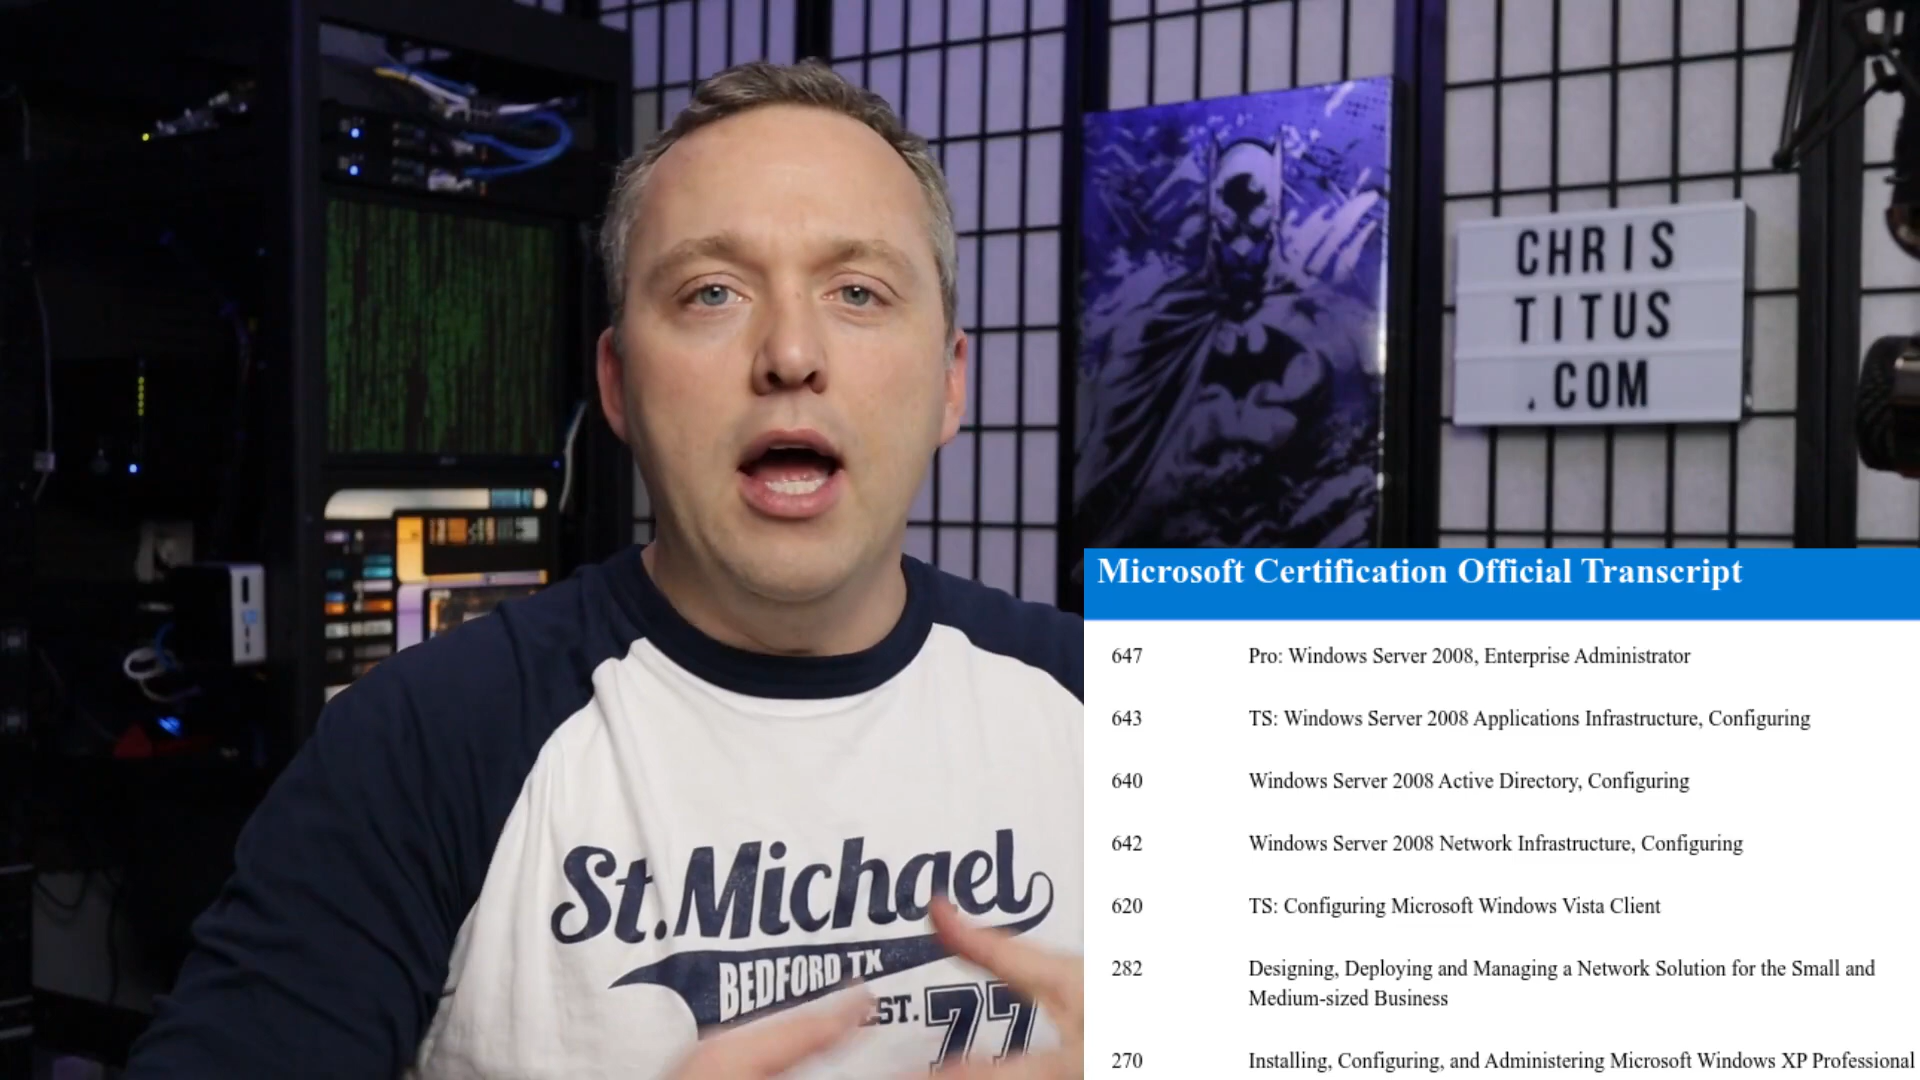 CHRIS
TITUS
.COM
St.Michael
BEDFORD TX
EST. 77
Microsoft Certification Official Transcript
647 Pro: Windows Server 2008, Enterprise Administrator
643 TS: Windows Server 2008 Applications Infrastructure, Configuring
640 Windows Server 2008 Active Directory, Configuring
642 Windows Server 2008 Network Infrastructure, Configuring
620 TS: Configuring Microsoft Windows Vista Client
282 Designing, Deploying and Managing a Network Solution for the Small and
Medium-sized Business
270 Installing, Configuring, and Administering Microsoft Windows XP Professional